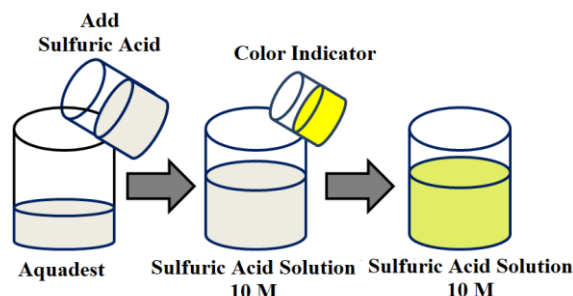 Add
Sulfuric Acid
Color Indicator
Aquadest
Sulfuric Acid Solution
10 M
Sulfuric Acid Solution
10 M